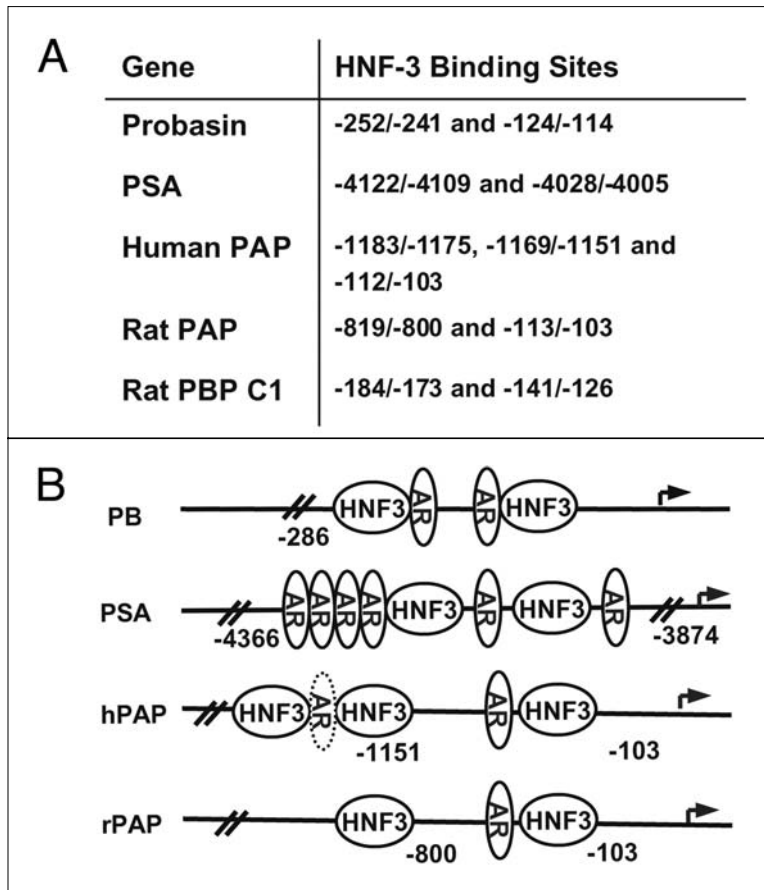 A
Gene HNF-3 Binding Sites
Probasin -252/-241 and -124/-114
PSA -4122/-4109 and -4028/-4005
Human PAP -1183/-1175, -1169/-1151 and
-112/-103
Rat PAP -819/-800 and -113/-103
Rat PBP C1 -184/-173 and -141/-126
B
PB HNF3 AR AR HNF3
-286
PSA AR AR AR AR HNF3 AR HNF3 AR
-4366 -3874
hPAP HNF3 AR HNF3 AR HNF3
-1151 -103
rPAP HNF3 AR HNF3
-800 -103